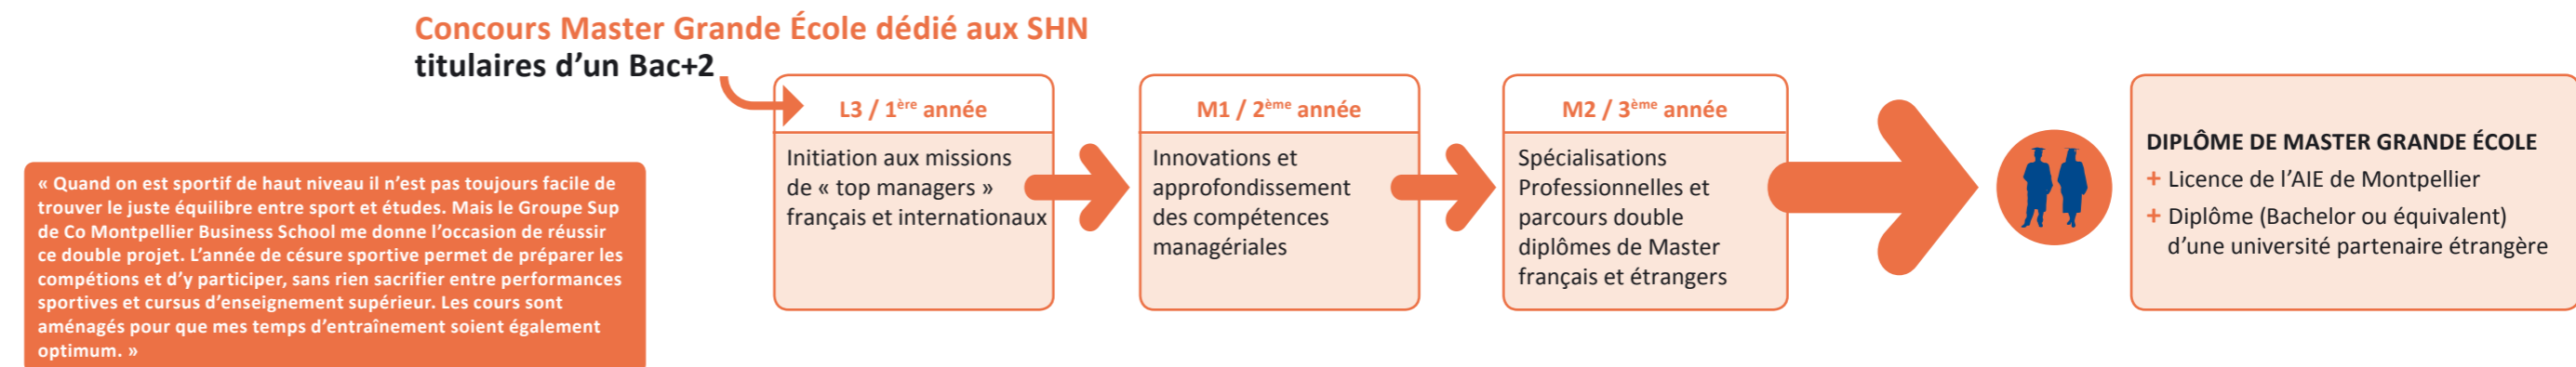 Concours Master Grande École dédié aux SHN
titulaires d'un Bac+2
« Quand on est sportif de haut niveau il n'est pas toujours facile de
trouver le juste équilibre entre sport et études. Mais le Groupe Sup
de Co Montpellier Business School me donne l'occasion de réussir
ce double projet. L'année de césure sportive permet de préparer les
compétions et d'y participer, sans rien sacrifier entre performances
sportives et cursus d'enseignement supérieur. Les cours sont
aménagés pour que mes temps d'entraînement soient également
optimum. »
L3 / 1ère année
Initiation aux missions
de « top managers »
français et internationaux
M1 / 2ème année
Innovations et
approfondissement
des compétences
managériales
M2 / 3ème année
Spécialisations
Professionnelles et
parcours double
diplômes de Master
français et étrangers
DIPLÔME DE MASTER GRANDE ÉCOLE
+ Licence de l'AIE de Montpellier
+ Diplôme (Bachelor ou équivalent)
d'une université partenaire étrangère